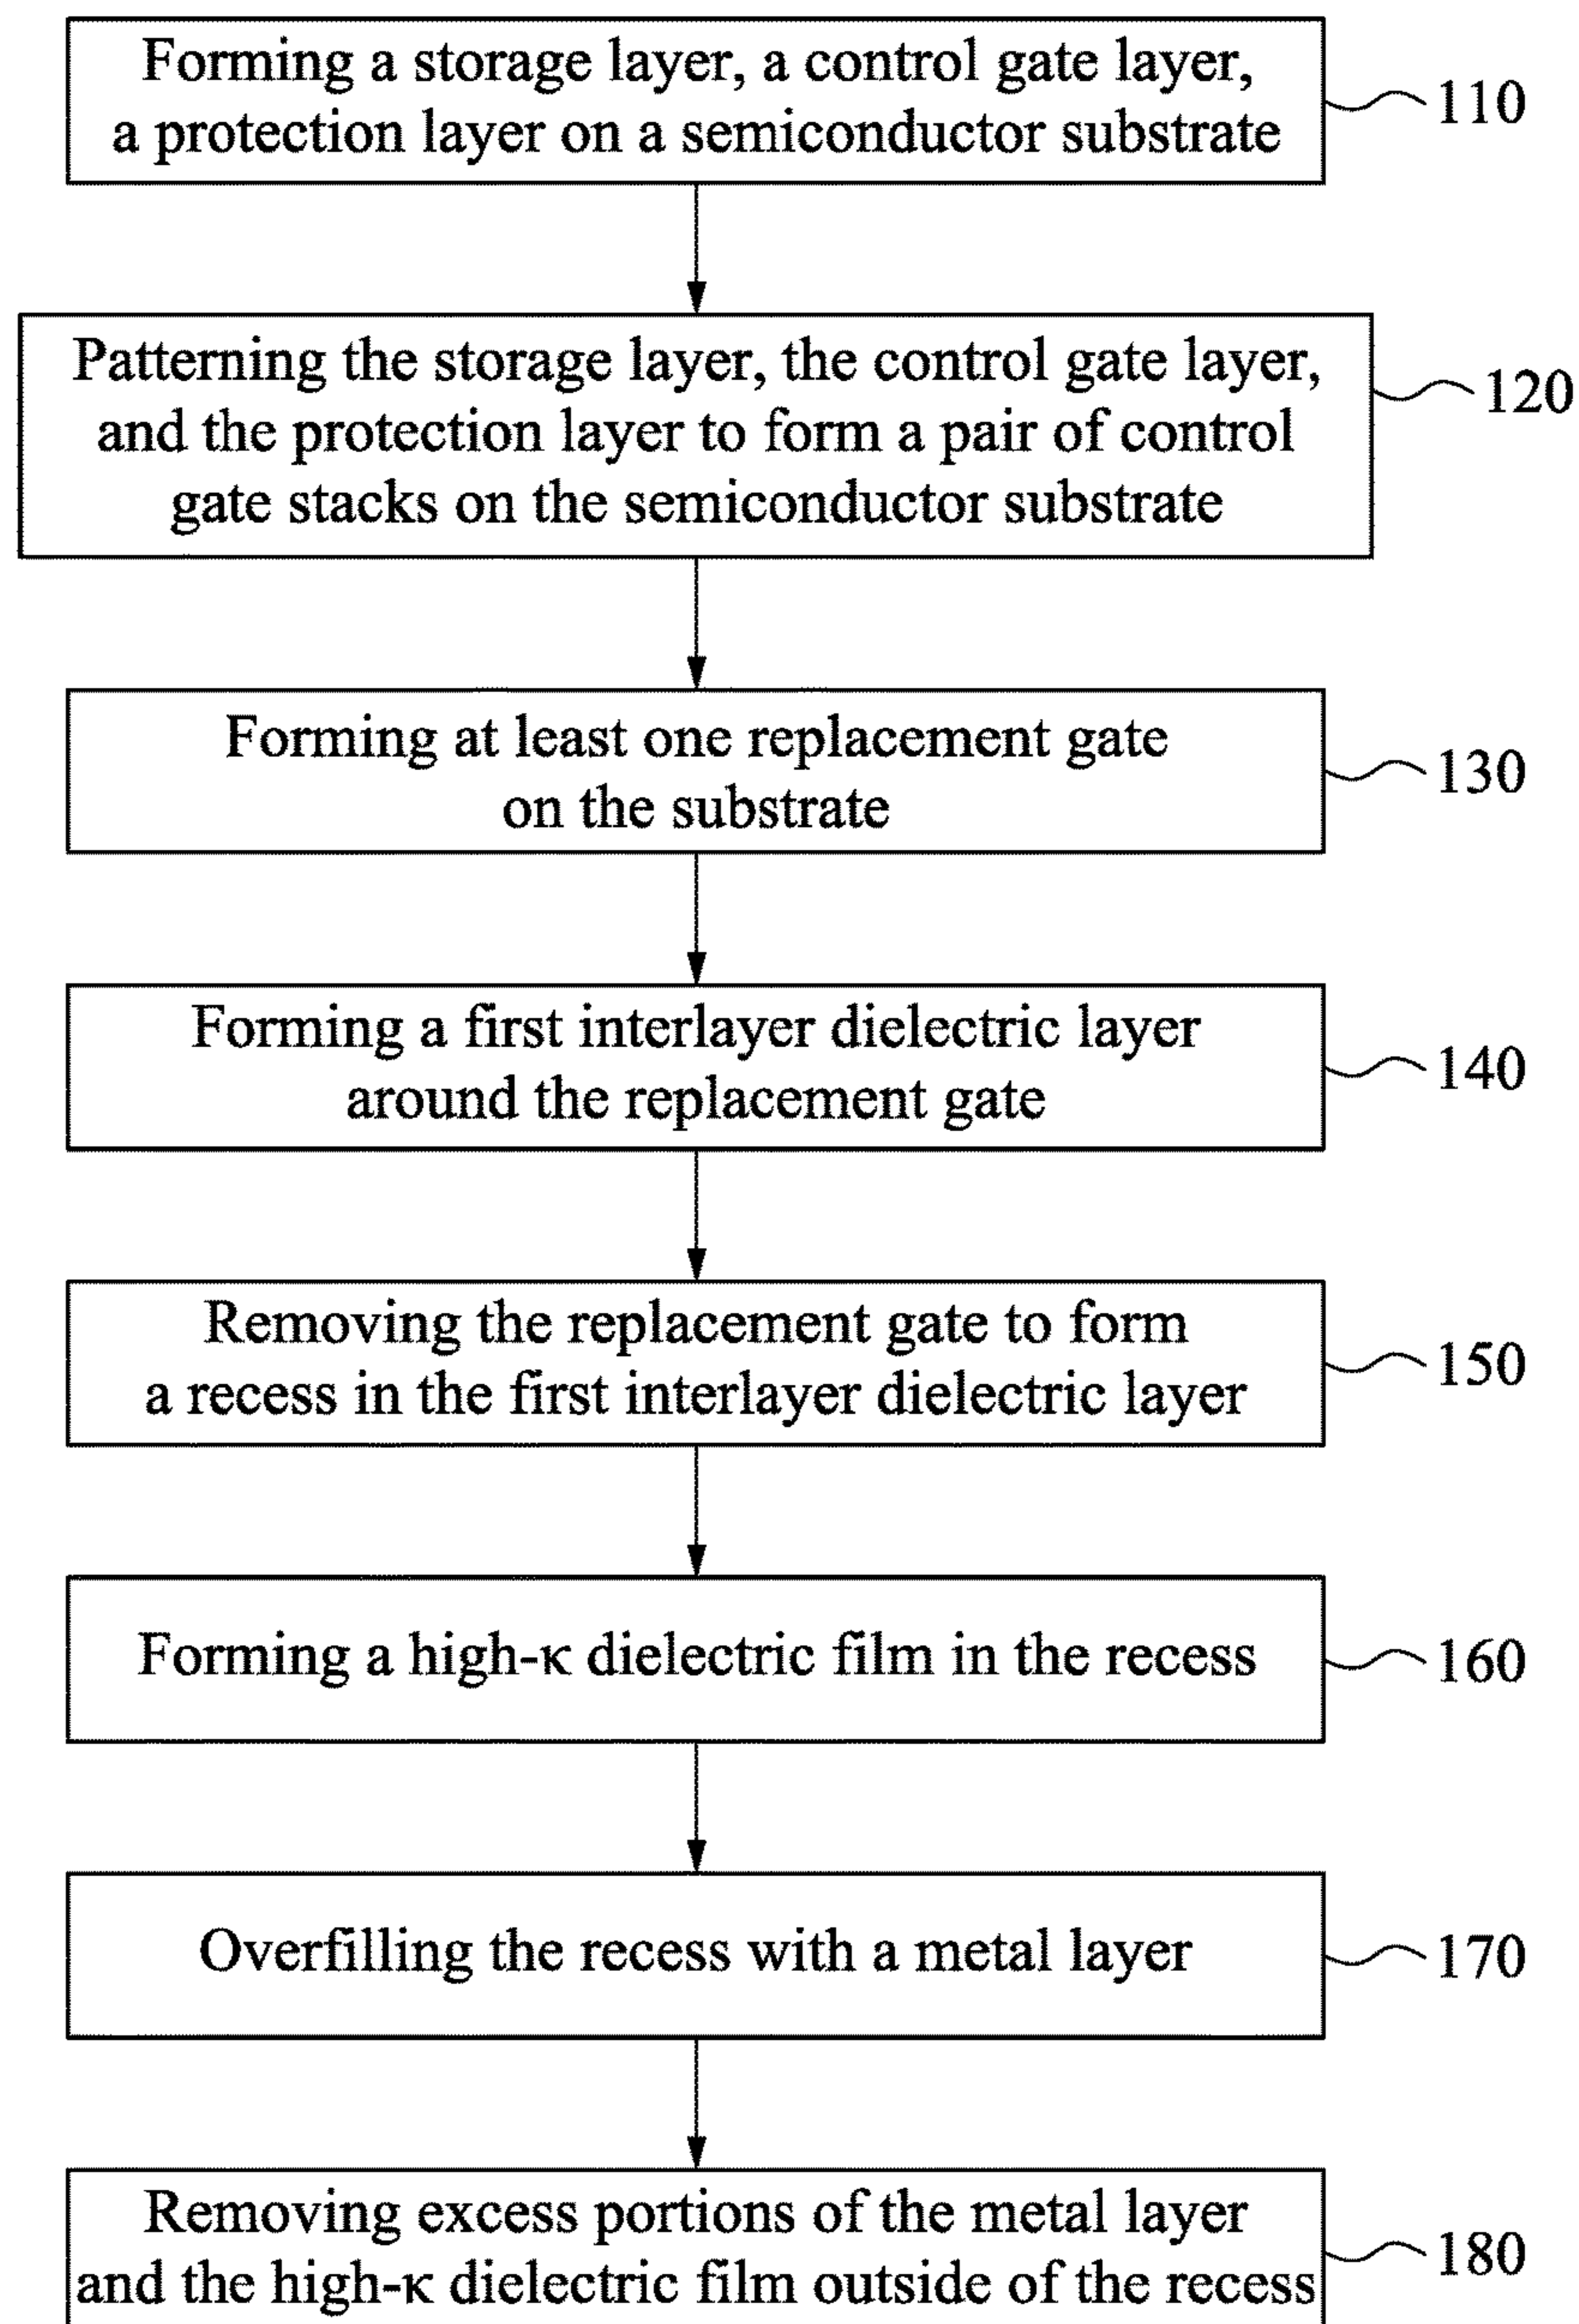 Forming a storage layer, a control gate layer,
a protection layer on a semiconductor substrate
110
Patterning the storage layer, the control gate layer,
and the protection layer to form a pair of control
gate stacks on the semiconductor substrate
120
Forming at least one replacement gate
on the substrate
130
Forming a first interlayer dielectric layer
around the replacement gate
140
Removing the replacement gate to form
a recess in the first interlayer dielectric layer
150
Forming a high-κ dielectric film in the recess
160
Overfilling the recess with a metal layer
170
Removing excess portions of the metal layer
and the high-κ dielectric film outside of the recess
180